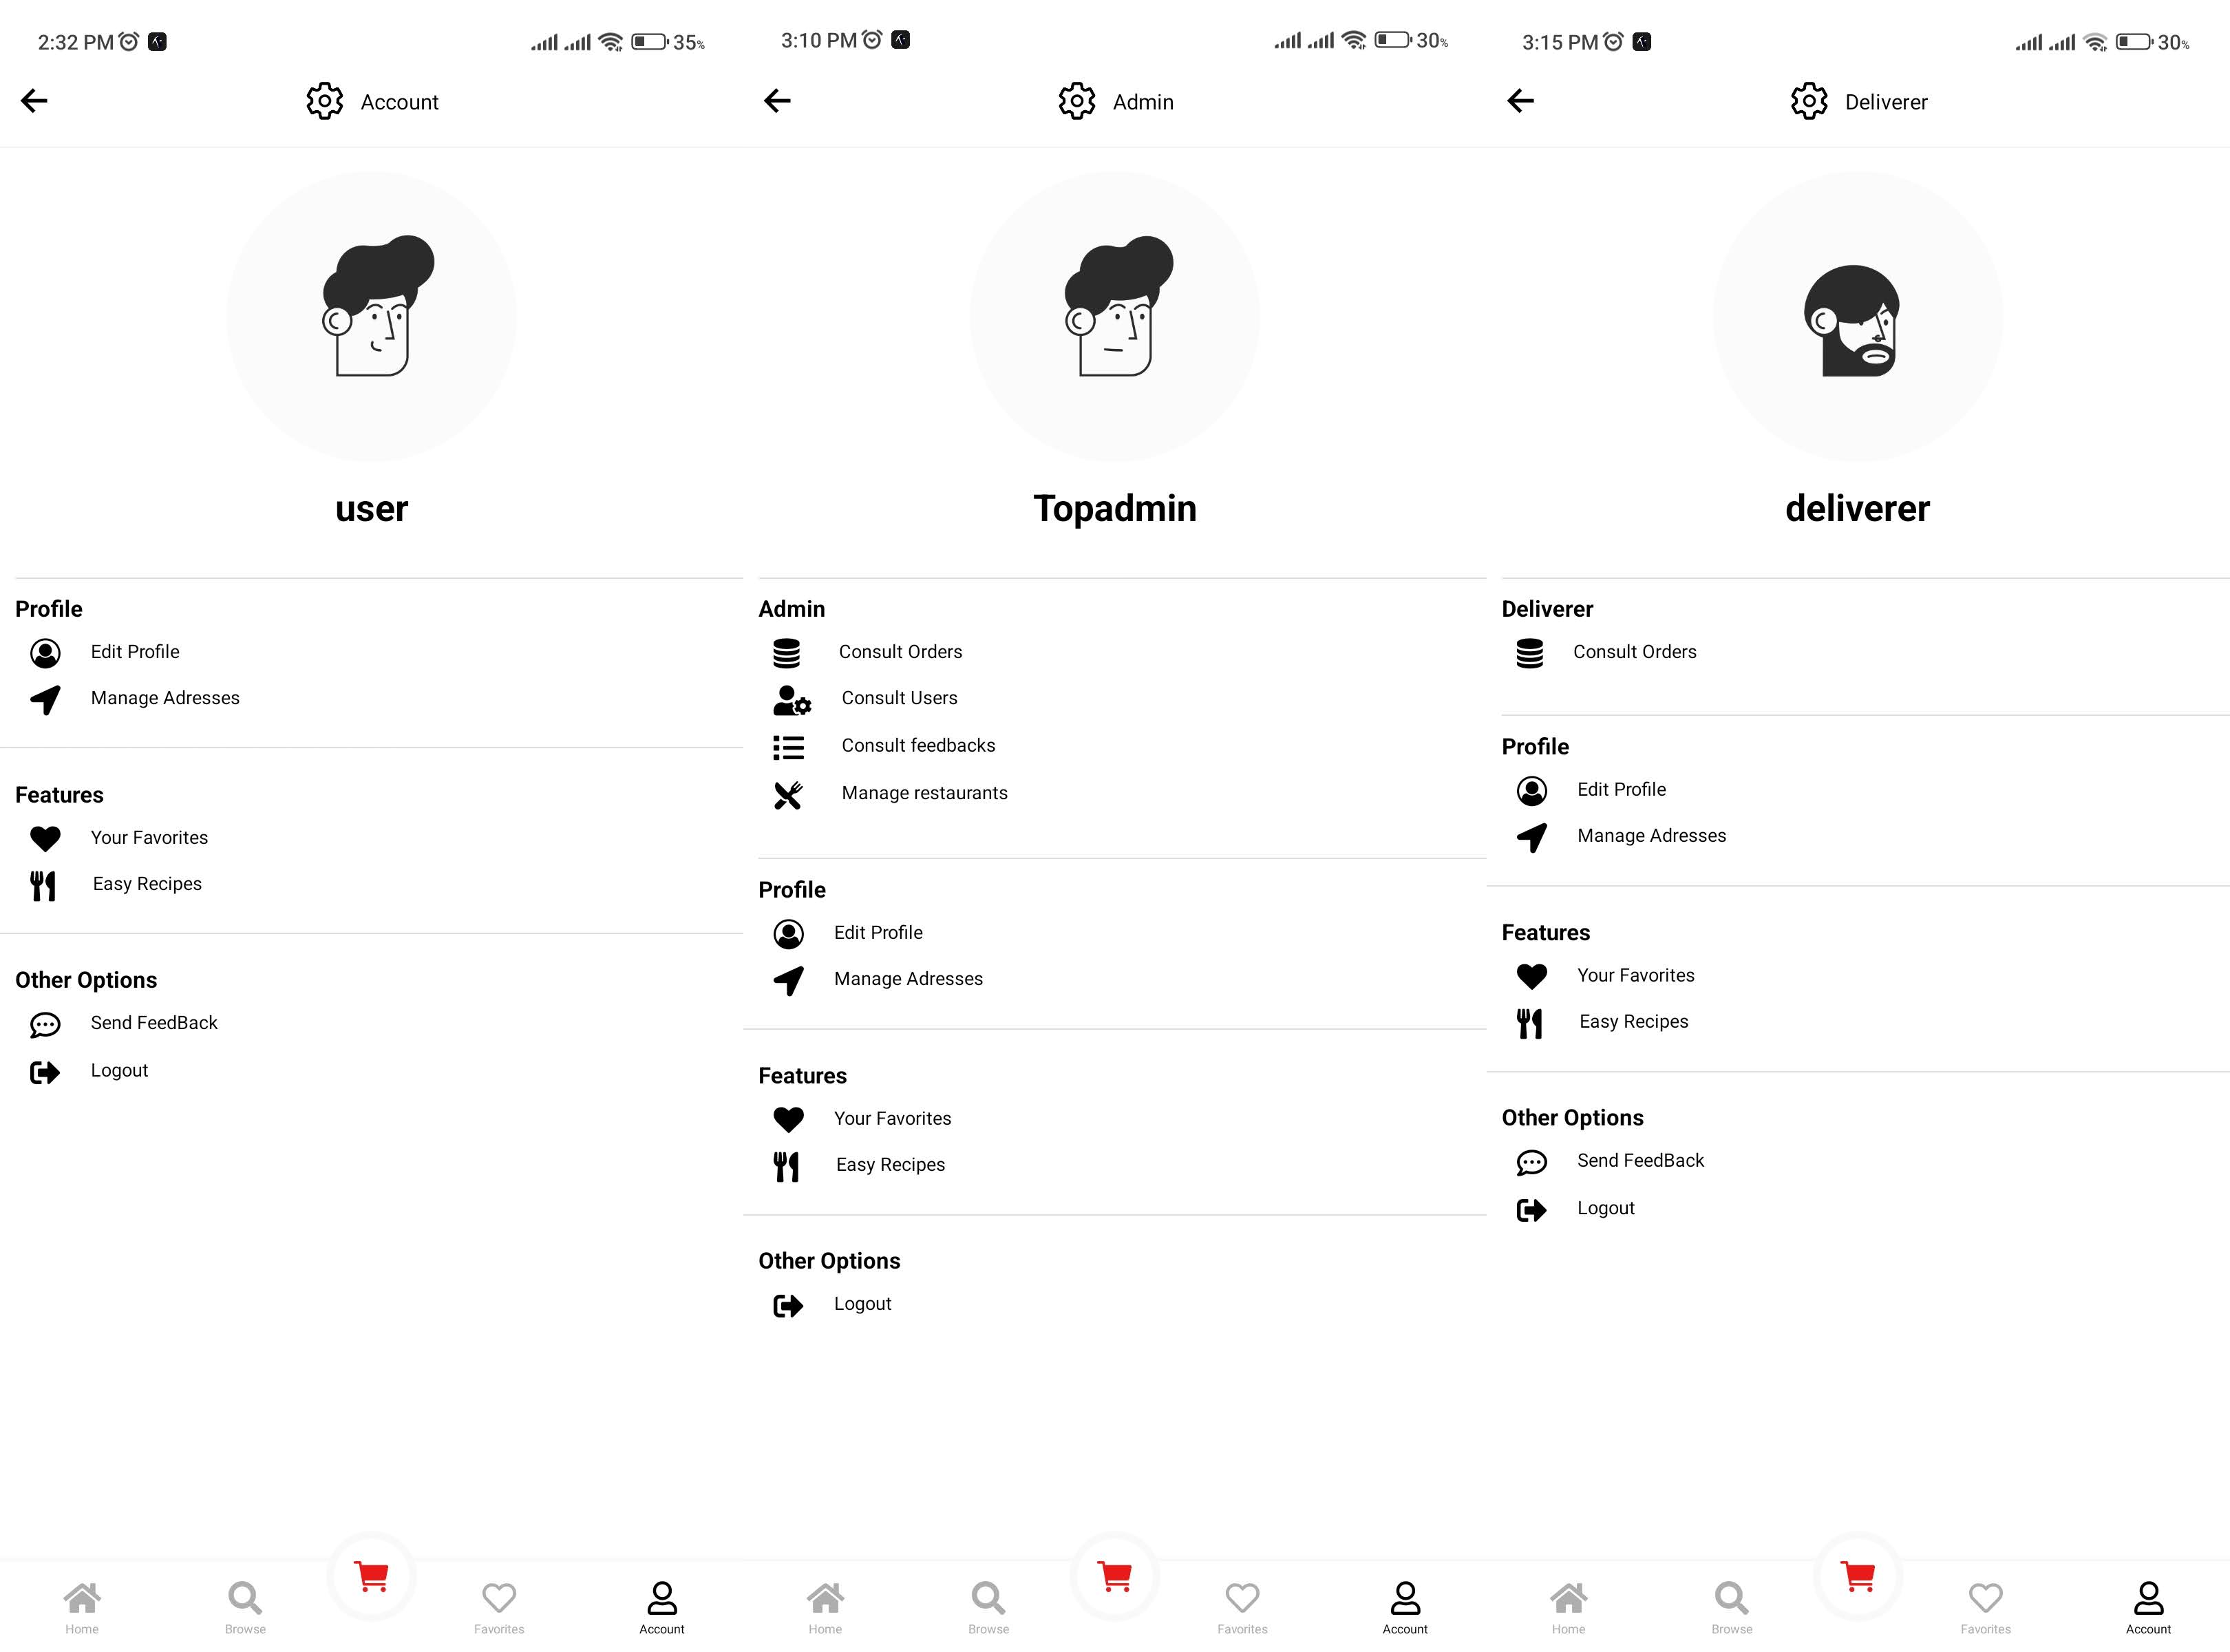 2:32 PM
35%
Account
user
Profile
Edit Profile
Manage Adresses
Features
Your Favorites
Easy Recipes
Other Options
Send FeedBack
Logout
Home
Browse
Favorites
Account
3:10 PM
30%
Admin
Topadmin
Admin
Consult Orders
Consult Users
Consult feedbacks
Manage restaurants
Profile
Edit Profile
Manage Adresses
Features
Your Favorites
Easy Recipes
Other Options
Logout
Home
Browse
Favorites
Account
3:15 PM
30%
Deliverer
deliverer
Deliverer
Consult Orders
Profile
Edit Profile
Manage Adresses
Features
Your Favorites
Easy Recipes
Other Options
Send FeedBack
Logout
Home
Browse
Favorites
Account